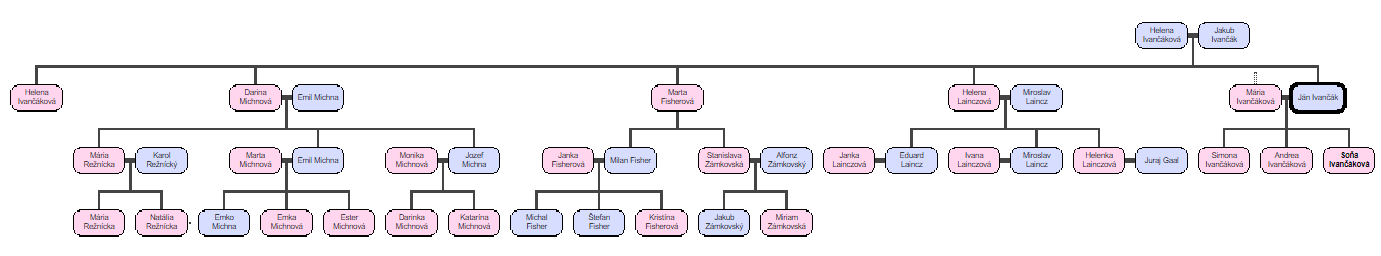 Helena
Ivančáková
Jakub
Ivančák
Helena
Ivančáková
Darina
Michnová
Emil Michna
Marta
Fisherová
Helena
Lainczová
Miroslav
Laincz
Mária
Ivančáková
Ján Ivančák
Mária
Režnícka
Karol
Režnícký
Marta
Michnová
Emil Michna
Monika
Michnová
Jozef
Michna
Janka
Fisherová
Milan Fisher
Stanislava
Zámkovská
Alfonz
Zámkovský
Janka
Lainczová
Eduard
Laincz
Ivana
Lainczová
Miroslav
Laincz
Helenka
Lainczová
Juraj Gaal
Simona
Ivančáková
Andrea
Ivančáková
Soňa
Ivančáková
Mária
Režnícka
Natália
Režnícka
Emko
Michna
Emka
Michnová
Ester
Michnová
Darinka
Michnová
Katarína
Michnová
Michal
Fisher
Štefan
Fisher
Kristína
Fisherová
Jakub
Zámkovský
Miriam
Zámkovská